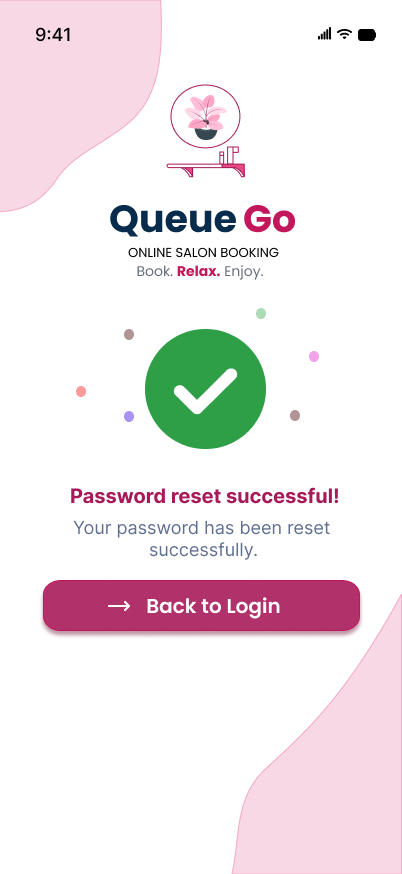 9:41
Queue Go
ONLINE SALON BOOKING
Book. Relax. Enjoy.
Password reset successful!
Your password has been reset
successfully.
Back to Login